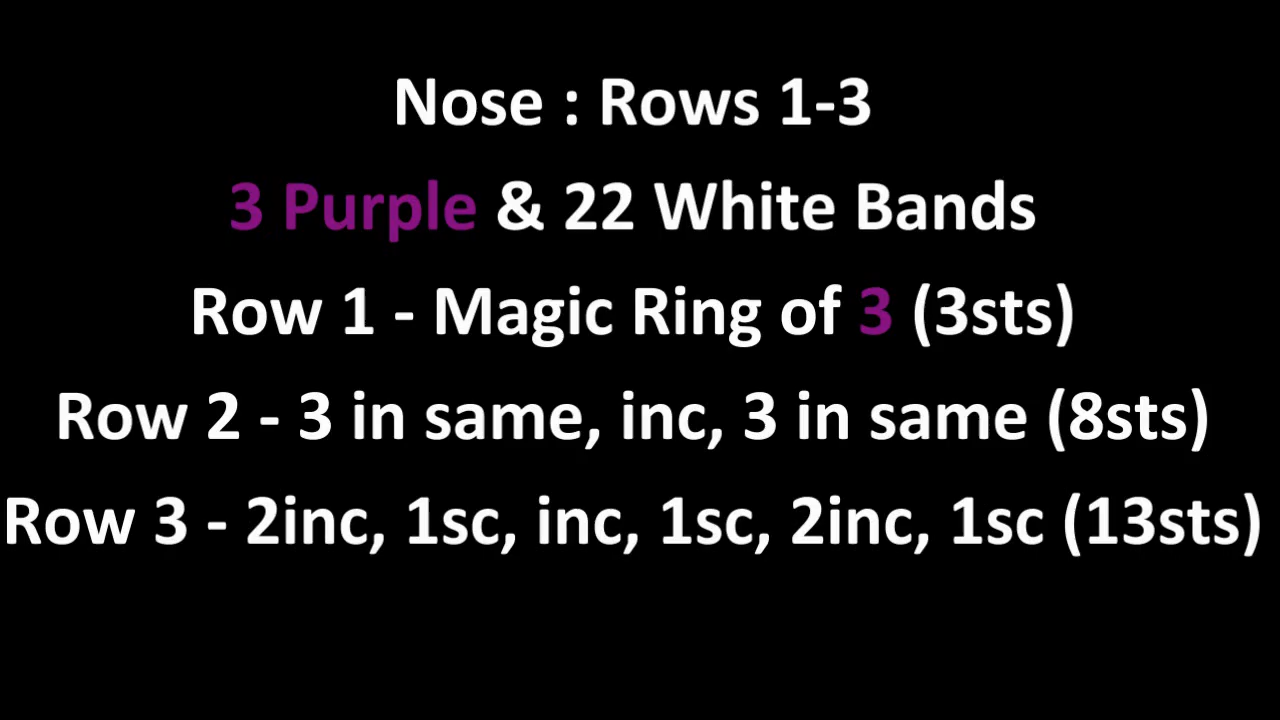 Nose : Rows 1-3
3 Purple & 22 White Bands
Row 1 - Magic Ring of 3 (3sts)
Row 2 - 3 in same, inc, 3 in same (8sts)
Row 3 - 2inc, 1sc, inc, 1sc, 2inc, 1sc (13sts)